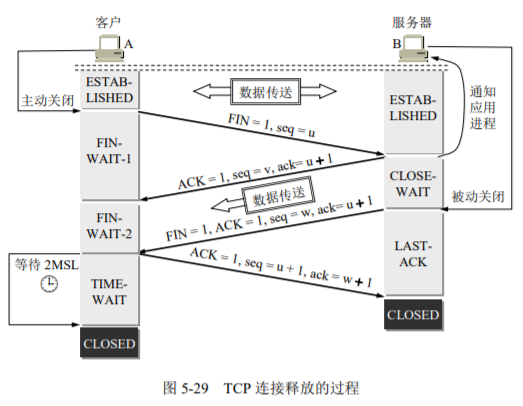 客户
服务器
A
B
ESTAB-
LISHED
数据传送
ESTAB-
LISHED
通知
应用
进程
主动关闭
FIN = 1, seq = u
FIN-
WAIT-1
ACK = 1, seq = v, ack= u + 1
CLOSE-
WAIT
数据传送
被动关闭
FIN-
WAIT-2
FIN = 1, ACK = 1, seq = w, ack= u + 1
LAST-
ACK
ACK = 1, seq = u + 1, ack = w + 1
等待 2MSL
TIME-
WAIT
CLOSED
CLOSED
图 5-29 TCP 连接释放的过程